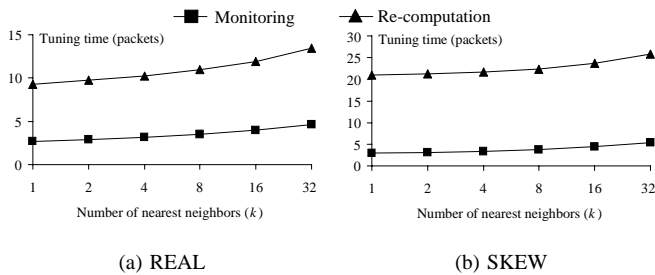 Monitoring Re-computation
Tuning time (packets)
15
10
5
0
1 2 4 8 16 32
Number of nearest neighbors (k)
(a) REAL
Tuning time (packets)
30
25
20
15
10
5
0
1 2 4 8 16 32
Number of nearest neighbors (k)
(b) SKEW